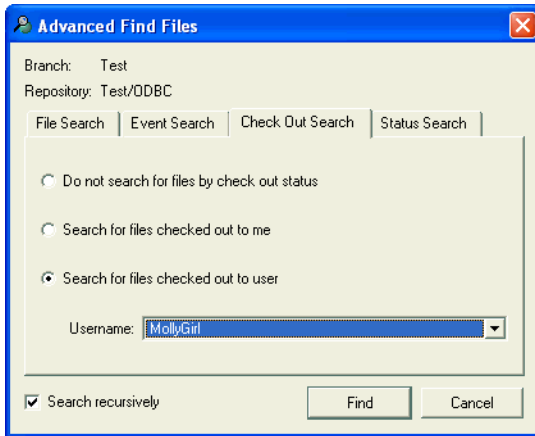 Advanced Find Files
Branch: Test
Repository: Test/ODBC
File Search Event Search Check Out Search Status Search
Do not search for files by check out status
Search for files checked out to me
Search for files checked out to user
Username: MollyGirl
Search recursively Find Cancel